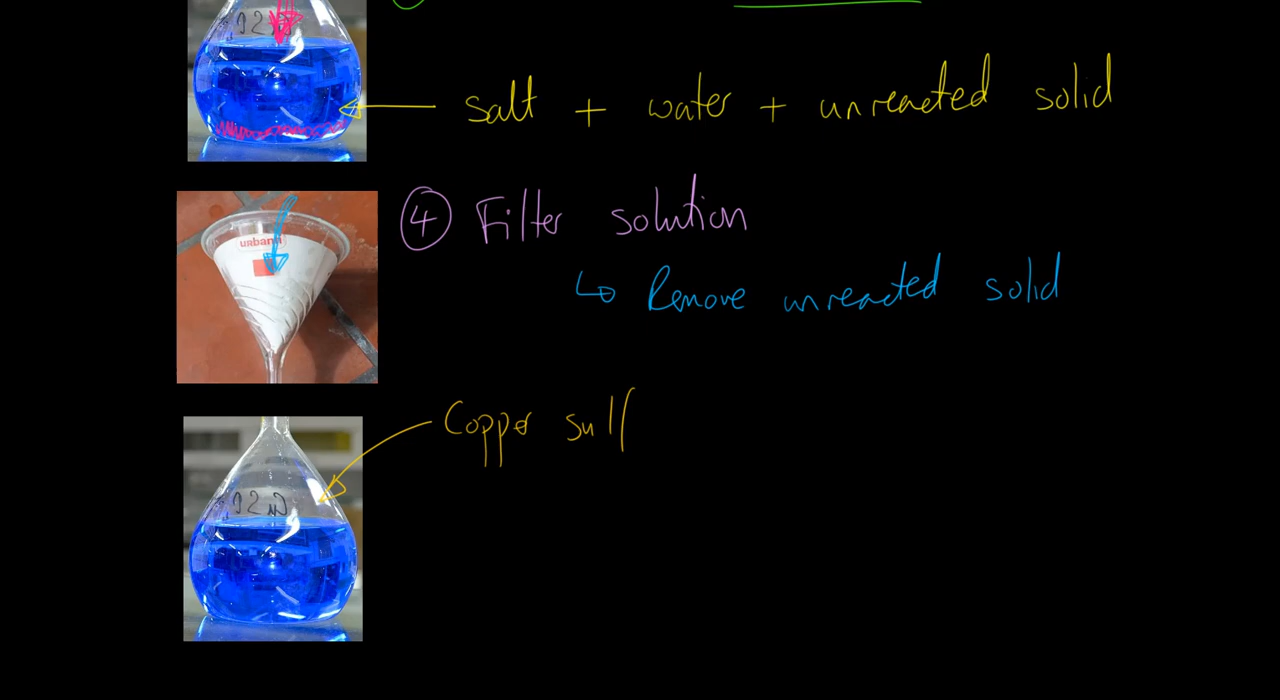 salt + water + unreacted solid
④ Filter solution
↳ Remove unreacted solid
Copper sulf